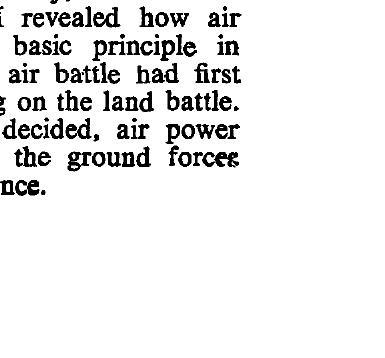 revealed how air
basic principle in
air battle had first
on the land battle.
decided, air power
the ground forces
nce.